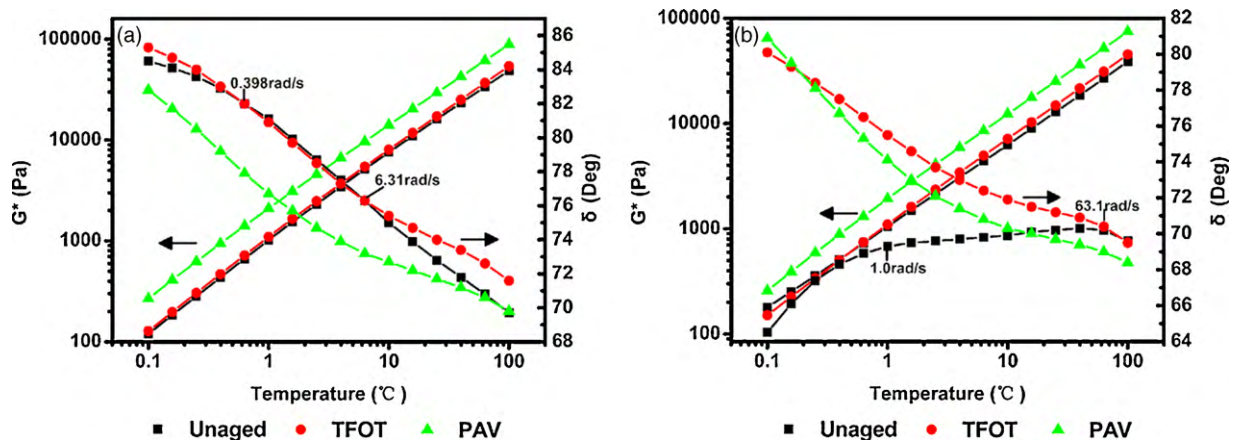 (a)
100000
10000
1000
100
G* (Pa)
86
84
82
80
78
76
74
72
70
68
δ (Deg)
0.398rad/s
6.31rad/s
0.1
1
10
100
Temperature (℃)
Unaged
TFOT
PAV
(b)
100000
10000
1000
100
G* (Pa)
82
80
78
76
74
72
70
68
66
64
δ (Deg)
63.1rad/s
1.0rad/s
0.1
1
10
100
Temperature (℃)
Unaged
TFOT
PAV